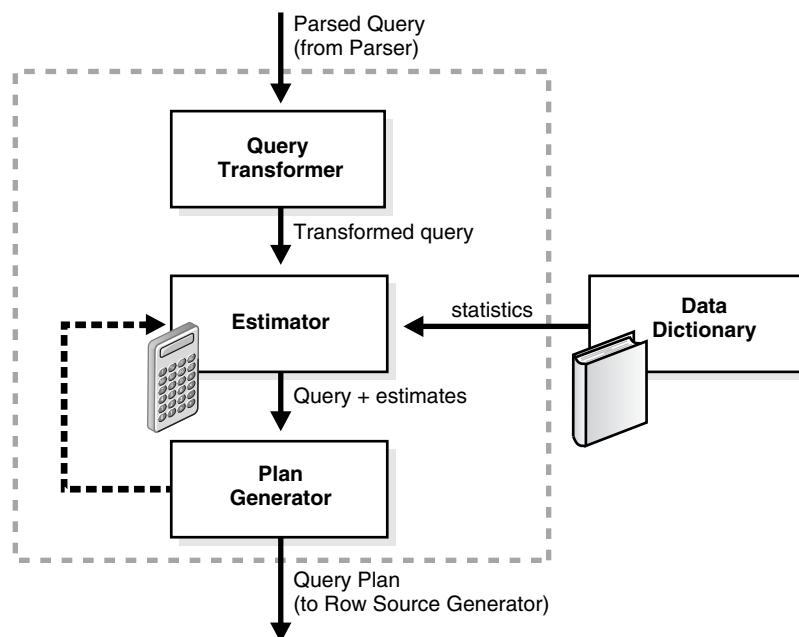 Parsed Query
(from Parser)
Query
Transformer
Transformed query
Estimator
statistics
Data
Dictionary
Query + estimates
Plan
Generator
Query Plan
(to Row Source Generator)